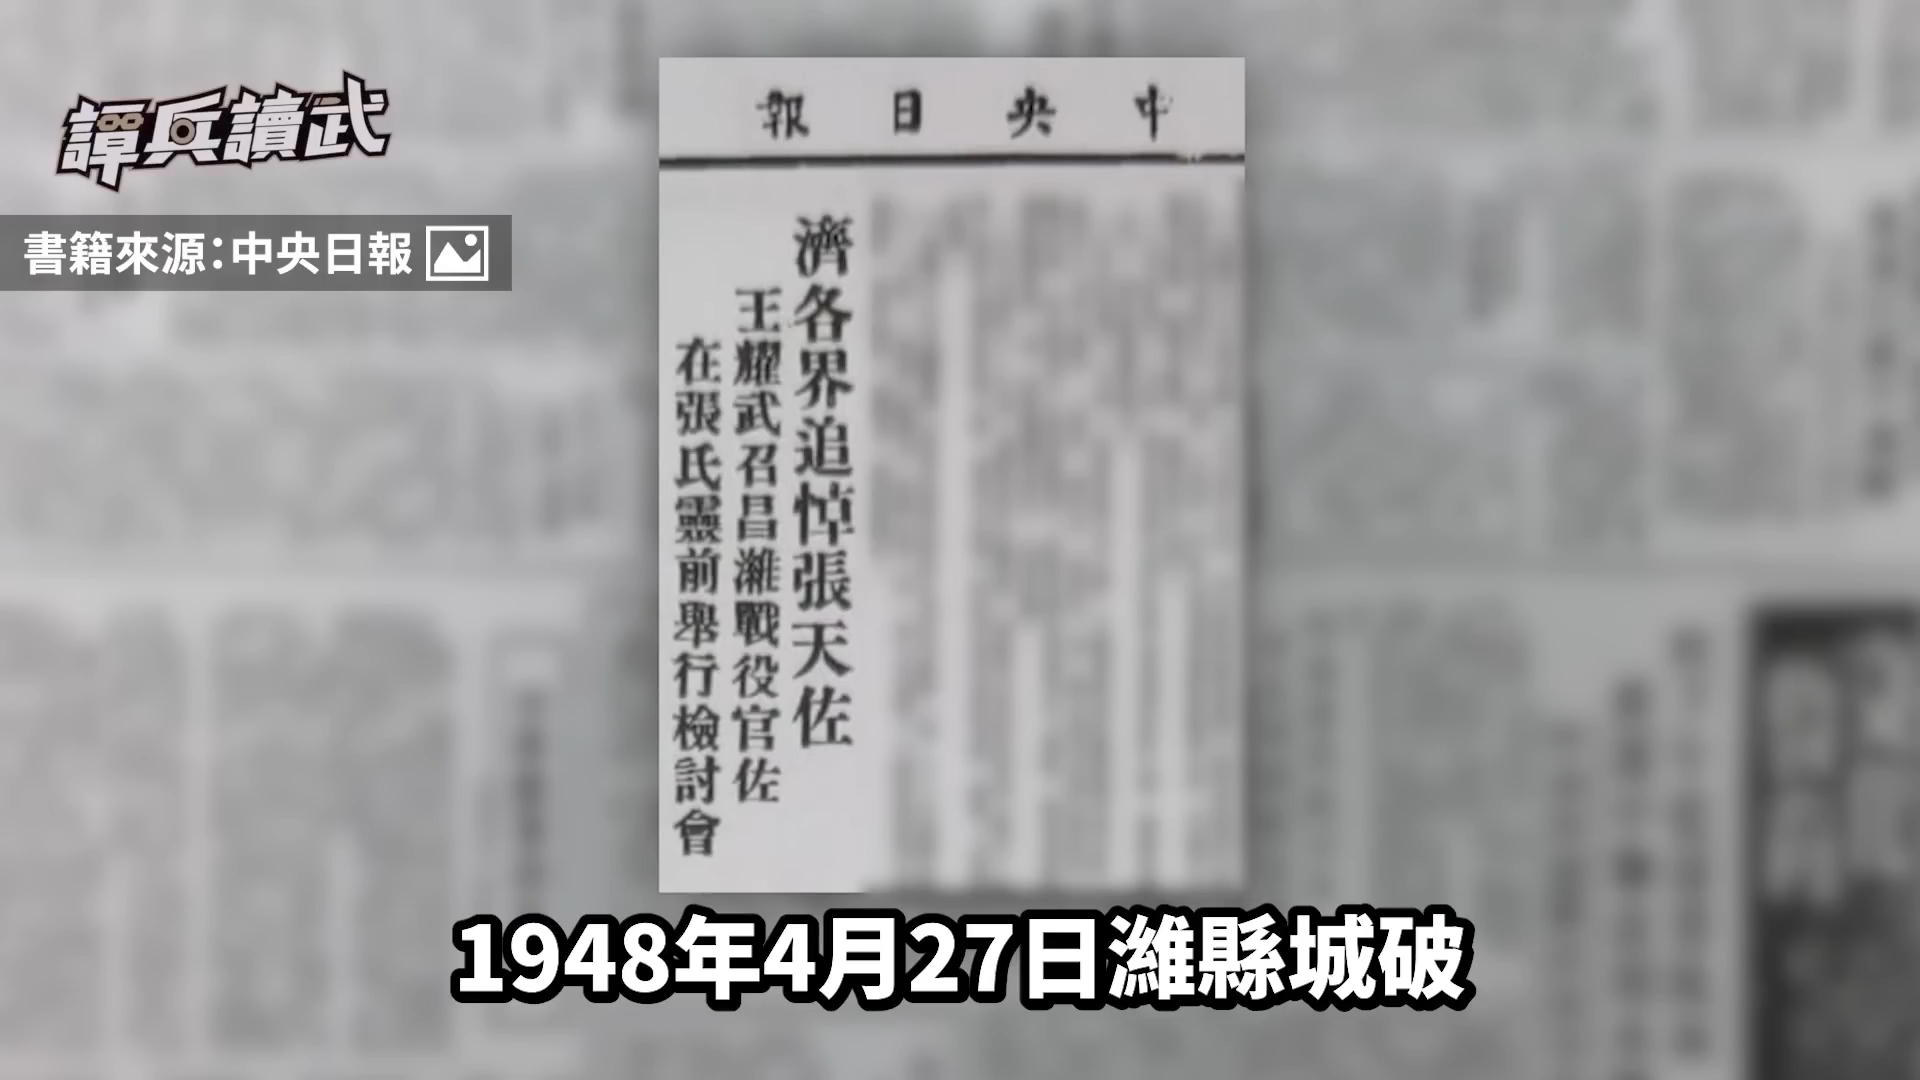 譚兵讀武
書籍來源：中央日報
報日央中
濟各界追悼張天佐
王耀武召昌濰戰役官佐
在張氏靈前舉行檢討會
1948年4月27日濰縣城破